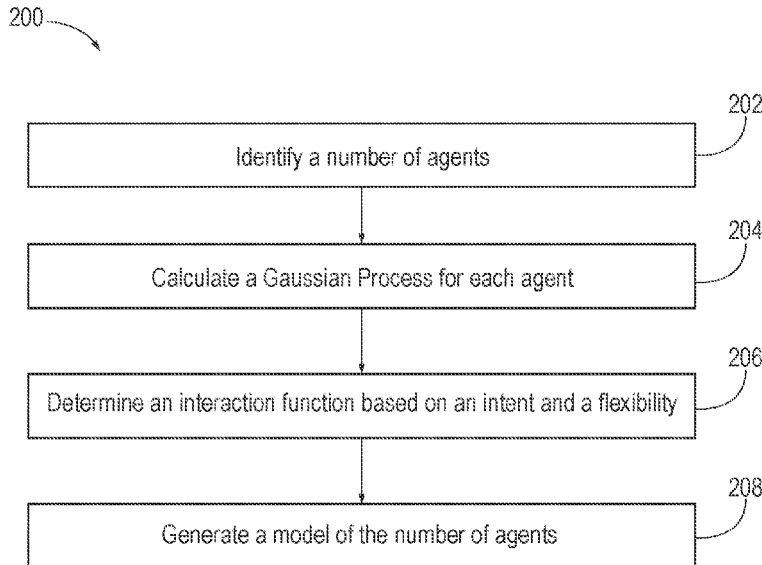 200
202
Identify a number of agents
204
Calculate a Gaussian Process for each agent
206
Determine an interaction function based on an intent and a flexibility
208
Generate a model of the number of agents